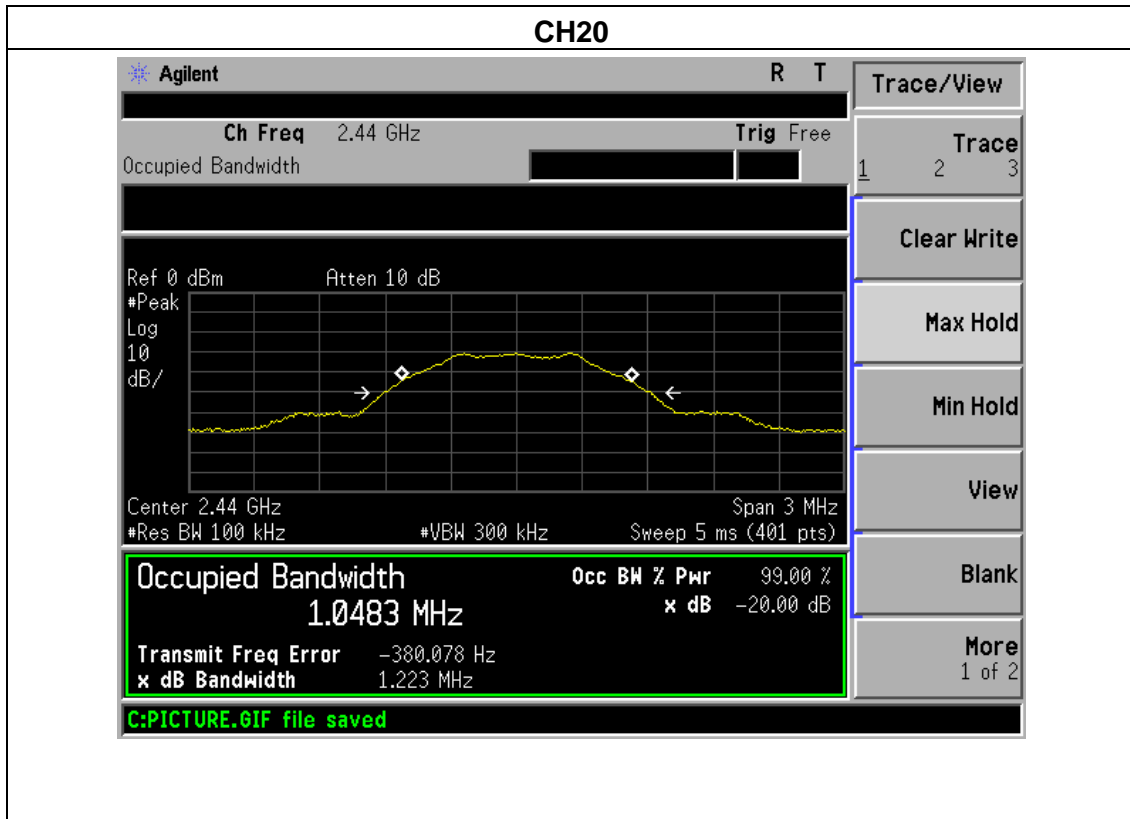 CH20
Agilent R T Trace/View
Ch Freq 2.44 GHz Trig Free
Occupied Bandwidth
Trace
1 2 3
Clear Write
Ref 0 dBm Atten 10 dB
#Peak
Log
10
dB/
Max Hold
Min Hold
View
Center 2.44 GHz Span 3 MHz
#Res BW 100 kHz #VBW 300 kHz Sweep 5 ms (401 pts)
Occupied Bandwidth Occ BW % Pwr 99.00 %
1.0483 MHz x dB -20.00 dB
Blank
Transmit Freq Error -380.078 Hz
x dB Bandwidth 1.223 MHz
More
1 of 2
C:PICTURE.GIF file saved